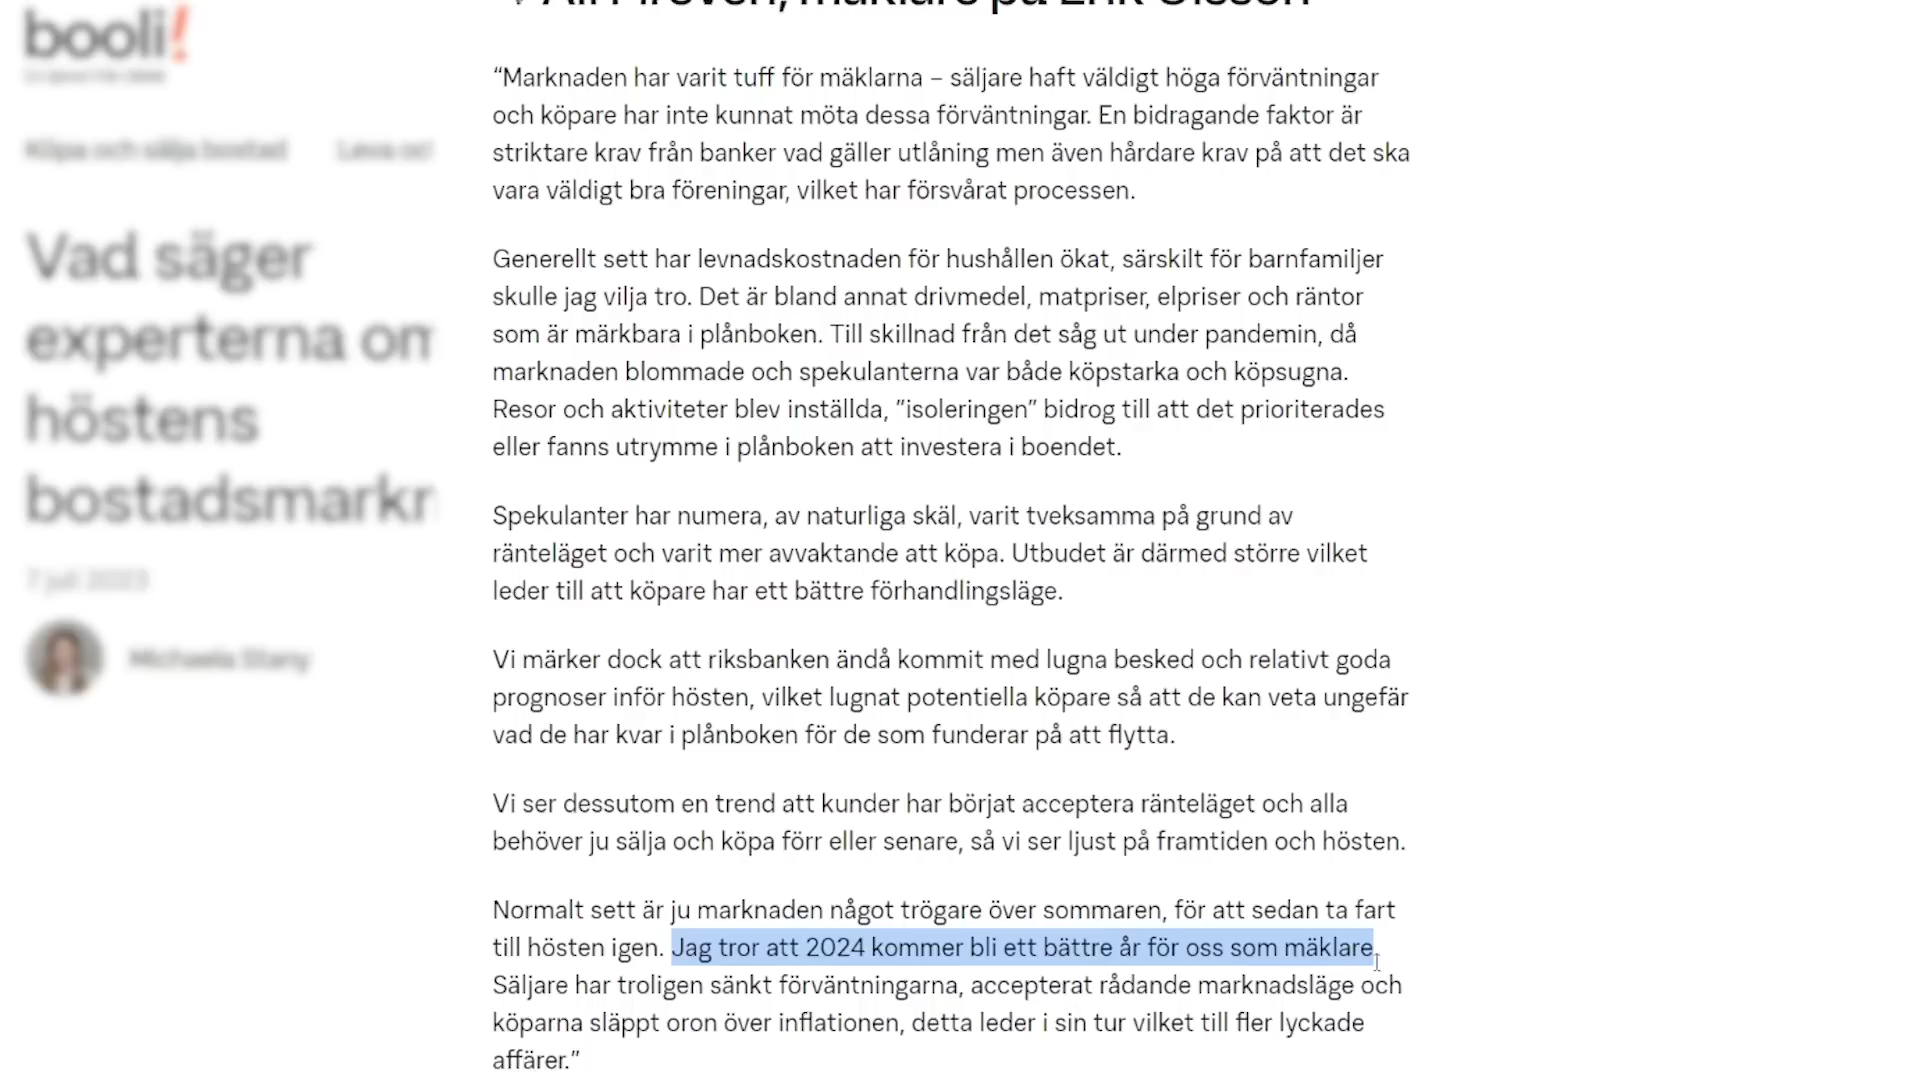 booli!
Köpa och sälja bostad
Leva oc
Vad säger
experterna om
höstens
bostadsmarkn
7 juli 2023
Michaela Stany
mäklare på Erik Olsson
“Marknaden har varit tuff för mäklarna – säljare haft väldigt höga förväntningar
och köpare har inte kunnat möta dessa förväntningar. En bidragande faktor är
striktare krav från banker vad gäller utlåning men även hårdare krav på att det ska
vara väldigt bra föreningar, vilket har försvårat processen.
Generellt sett har levnadskostnaden för hushållen ökat, särskilt för barnfamiljer
skulle jag vilja tro. Det är bland annat drivmedel, matpriser, elpriser och räntor
som är märkbara i plånboken. Till skillnad från det såg ut under pandemin, då
marknaden blommade och spekulanterna var både köpstarka och köpsugna.
Resor och aktiviteter blev inställda, ”isoleringen” bidrog till att det prioriterades
eller fanns utrymme i plånboken att investera i boendet.
Spekulanter har numera, av naturliga skäl, varit tveksamma på grund av
ränteläget och varit mer avvaktande att köpa. Utbudet är därmed större vilket
leder till att köpare har ett bättre förhandlingsläge.
Vi märker dock att riksbanken ändå kommit med lugna besked och relativt goda
prognoser inför hösten, vilket lugnat potentiella köpare så att de kan veta ungefär
vad de har kvar i plånboken för de som funderar på att flytta.
Vi ser dessutom en trend att kunder har börjat acceptera ränteläget och alla
behöver ju sälja och köpa förr eller senare, så vi ser ljust på framtiden och hösten.
Normalt sett är ju marknaden något trögare över sommaren, för att sedan ta fart
till hösten igen. Jag tror att 2024 kommer bli ett bättre år för oss som mäklare.
Säljare har troligen sänkt förväntningarna, accepterat rådande marknadsläge och
köparna släppt oron över inflationen, detta leder i sin tur vilket till fler lyckade
affärer.”